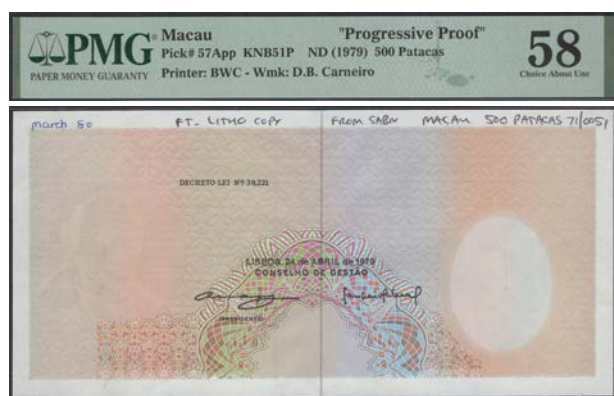 PMG
PAPER MONEY GUARANTY
Macau "Progressive Proof"
Pick# 57App KNB51P ND (1979) 500 Patacas
Printer: BWC - Wmk: D.B. Carneiro
58
Choice About Unc
march 80 FT- LITHO COPY FROM SABN MACAU 500 PATACAS 71/0051
DECRETO-LEI Nº 39,221
LISBOA, 24 de ABRIL de 1979
CONSELHO DE GESTÃO
PRESIDENTE